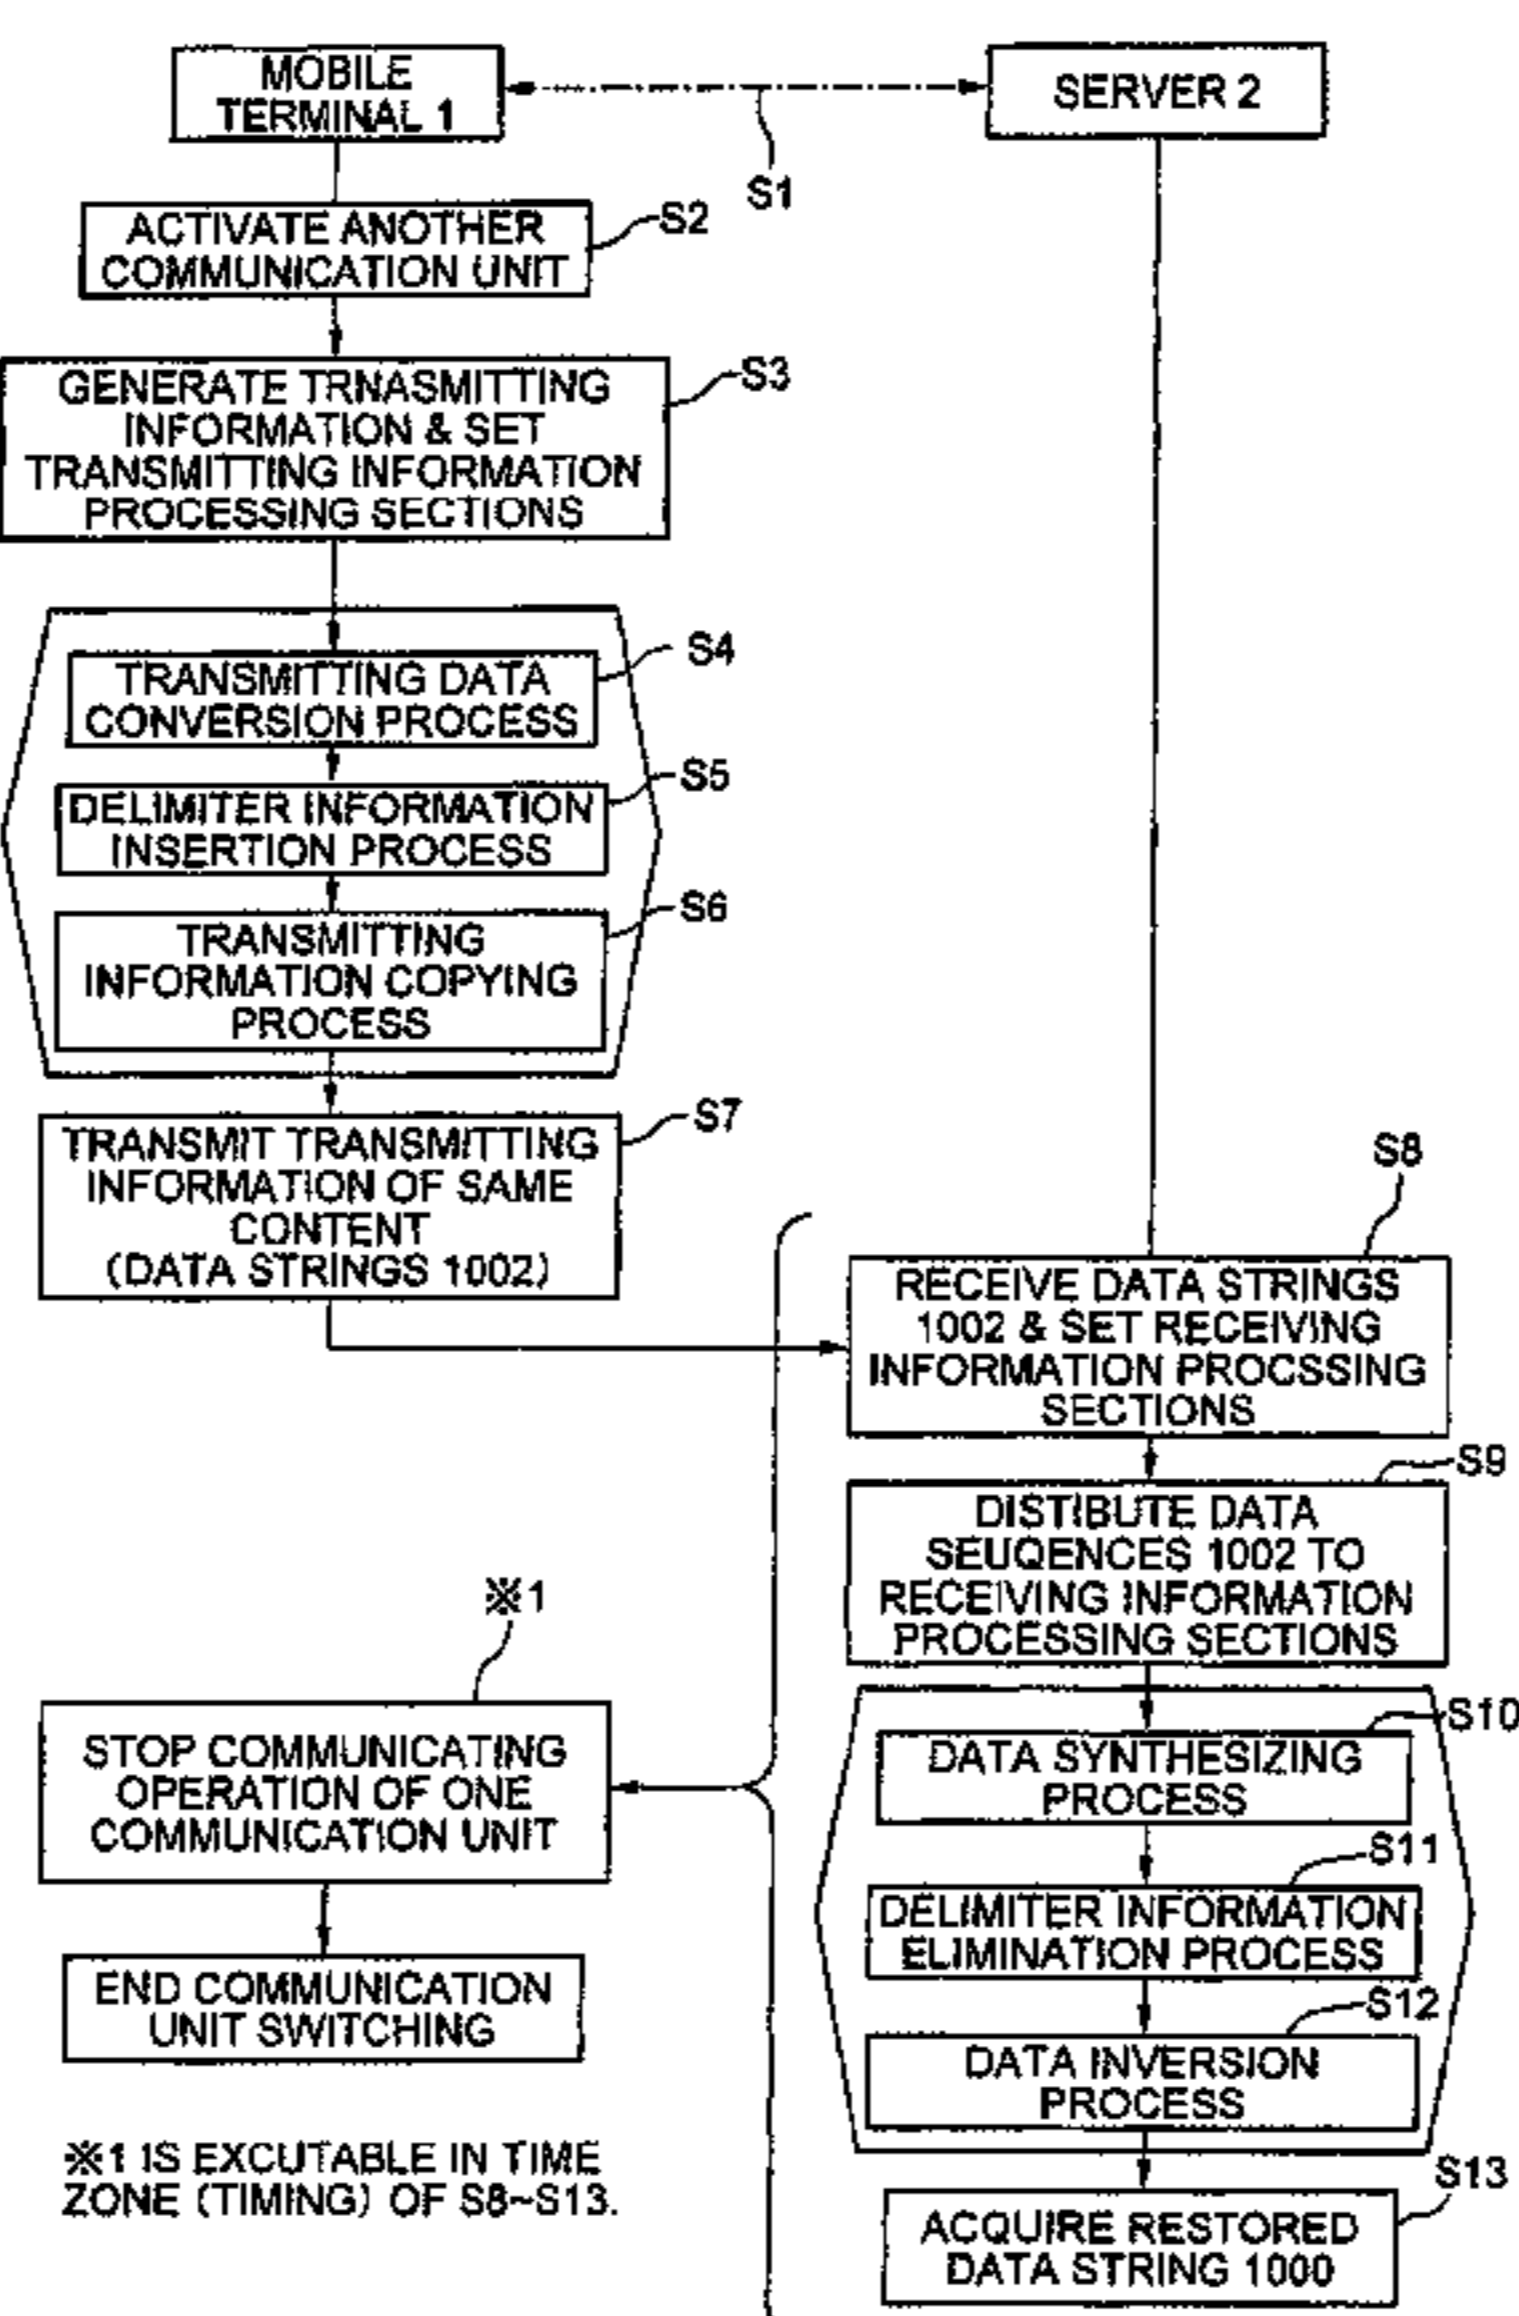 MOBILE
TERMINAL 1
SERVER 2
S1
ACTIVATE ANOTHER
COMMUNICATION UNIT
S2
GENERATE TRNASMITTING
INFORMATION & SET
TRANSMITTING INFORMATION
PROCESSING SECTIONS
S3
TRANSMITTING DATA
CONVERSION PROCESS
S4
DELIMITER INFORMATION
INSERTION PROCESS
S5
TRANSMITTING
INFORMATION COPYING
PROCESS
S6
TRANSMIT TRANSMITTING
INFORMATION OF SAME
CONTENT
(DATA STRINGS 1002)
S7
S8
RECEIVE DATA STRINGS
1002 & SET RECEIVING
INFORMATION PROCSSING
SECTIONS
S9
DISTIBUTE DATA
SEUQENCES 1002 TO
RECEIVING INFORMATION
PROCESSING SECTIONS
※1
STOP COMMUNICATING
OPERATION OF ONE
COMMUNICATION UNIT
S10
DATA SYNTHESIZING
PROCESS
S11
DELIMITER INFORMATION
ELIMINATION PROCESS
END COMMUNICATION
UNIT SWITCHING
S12
DATA INVERSION
PROCESS
※1 IS EXCUTABLE IN TIME
ZONE (TIMING) OF S8~S13.
S13
ACQUIRE RESTORED
DATA STRING 1000